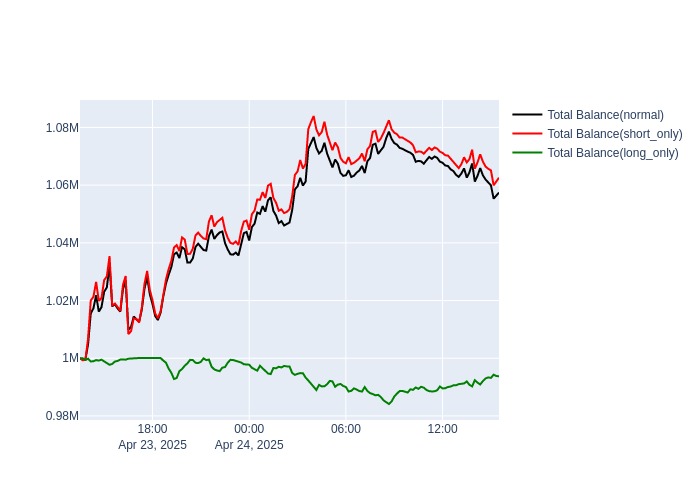 Total Balance(normal)
Total Balance(short_only)
Total Balance(long_only)
1.08M
1.06M
1.04M
1.02M
1M
0.98M
18:00 00:00 06:00 12:00
Apr 23, 2025 Apr 24, 2025